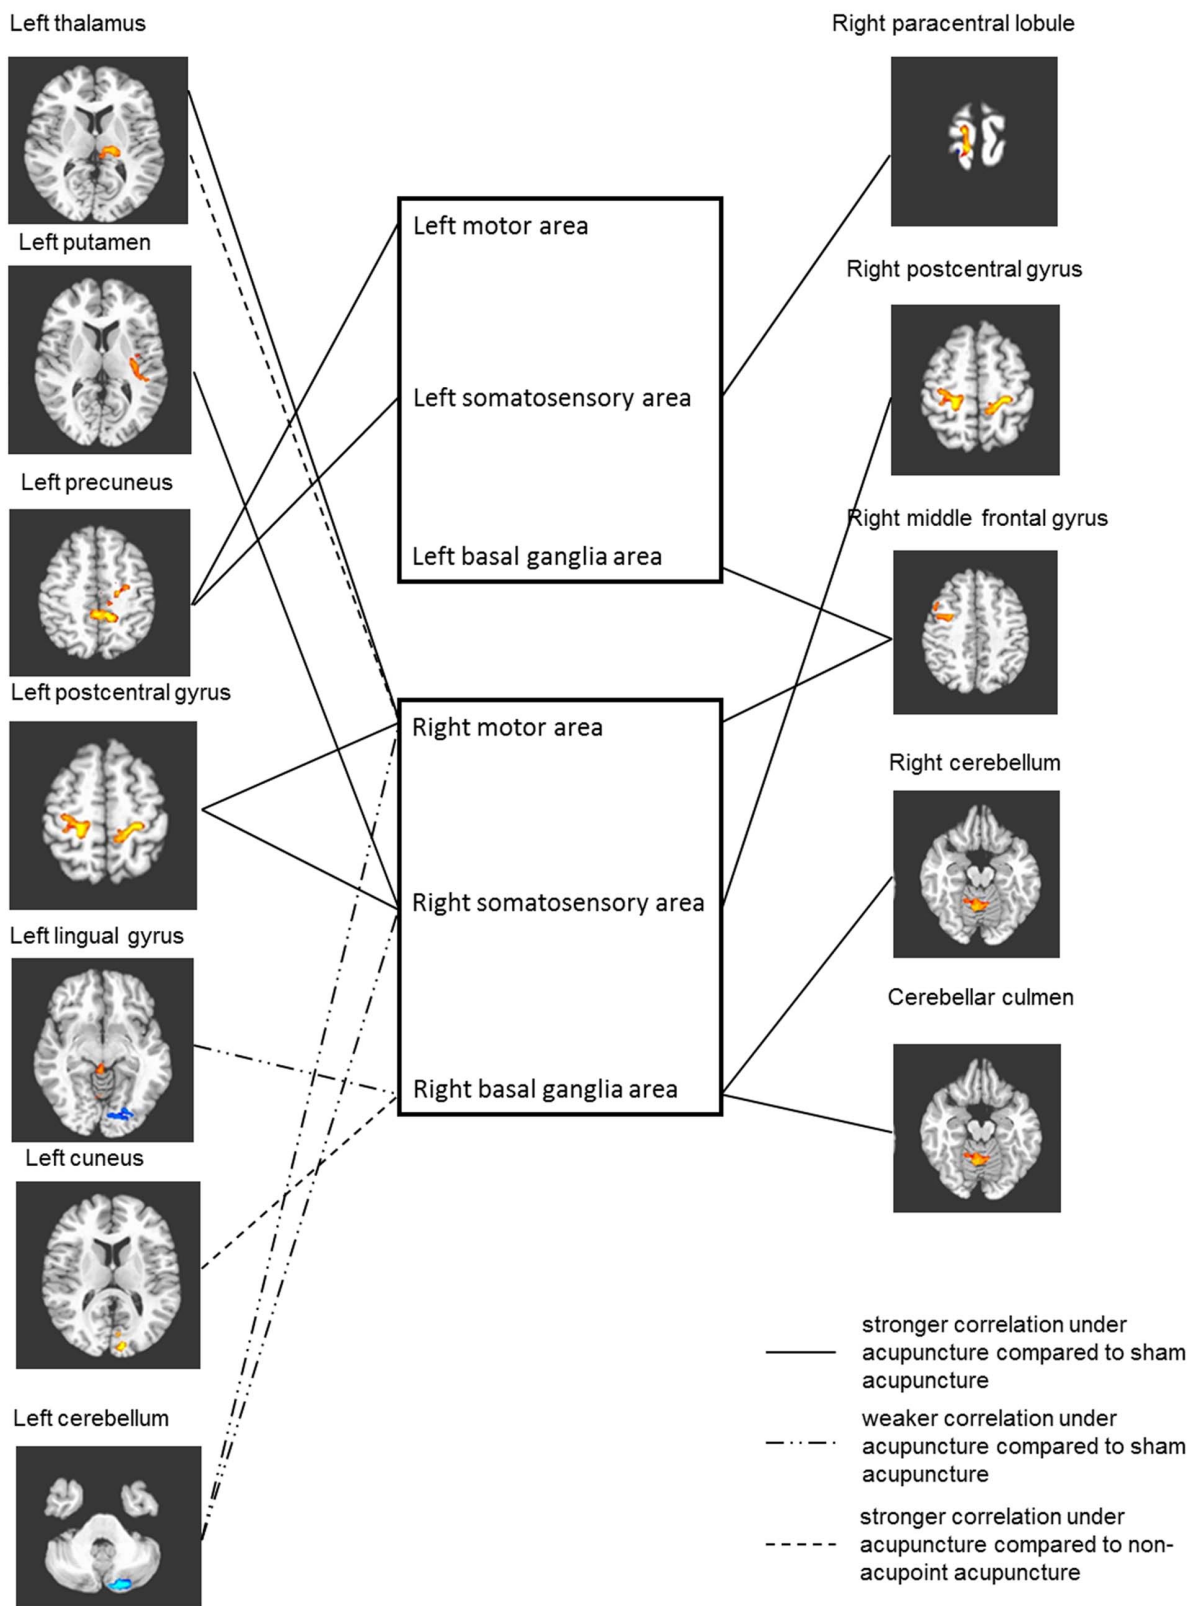 Left thalamus
Left putamen
Left precuneus
Left postcentral gyrus
Left lingual gyrus
Left cuneus
Left cerebellum
Left motor area
Left somatosensory area
Left basal ganglia area
Right motor area
Right somatosensory area
Right basal ganglia area
Right paracentral lobule
Right postcentral gyrus
Right middle frontal gyrus
Right cerebellum
Cerebellar culmen
stronger correlation under
acupuncture compared to sham
acupuncture
weaker correlation under
acupuncture compared to sham
acupuncture
stronger correlation under
acupuncture compared to non-
acupoint acupuncture